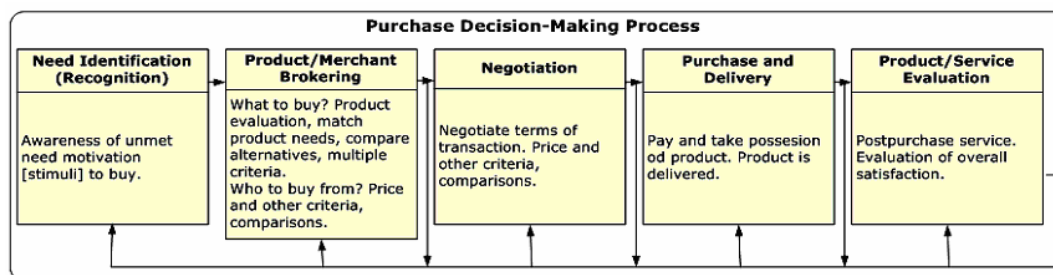 Purchase Decision-Making Process
Need Identification
(Recognition)
Awareness of unmet
need motivation
[stimuli] to buy.
Product/Merchant
Brokering
What to buy? Product
evaluation, match
product needs, compare
alternatives, multiple
criteria.
Who to buy from? Price
and other criteria,
comparisons.
Negotiation
Negotiate terms of
transaction. Price and
other criteria,
comparisons.
Purchase and
Delivery
Pay and take possesion
od product. Product is
delivered.
Product/Service
Evaluation
Postpurchase service.
Evaluation of overall
satisfaction.